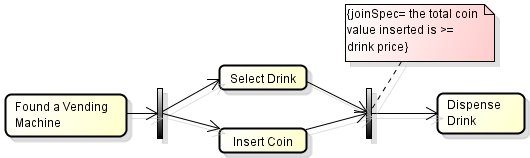 {joinSpec= the total coin
value inserted is >=
drink price}
Found a Vending
Machine
Select Drink
Insert Coin
Dispense
Drink